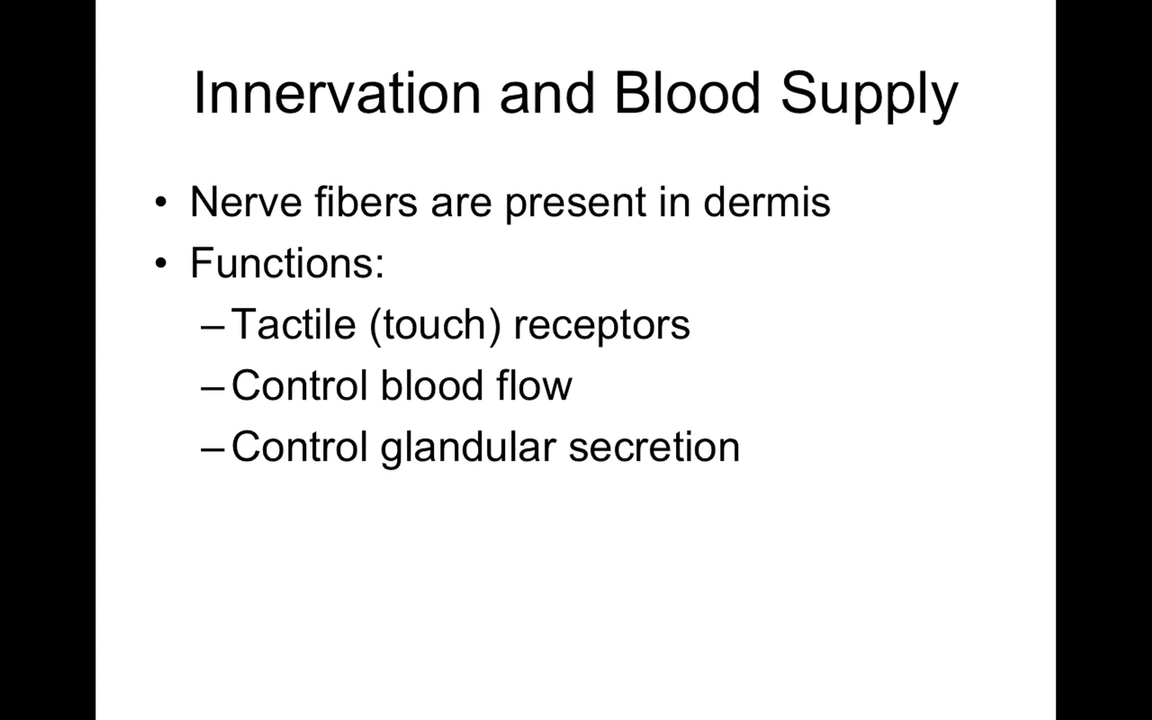 Innervation and Blood Supply
• Nerve fibers are present in dermis
• Functions:
–Tactile (touch) receptors
–Control blood flow
–Control glandular secretion